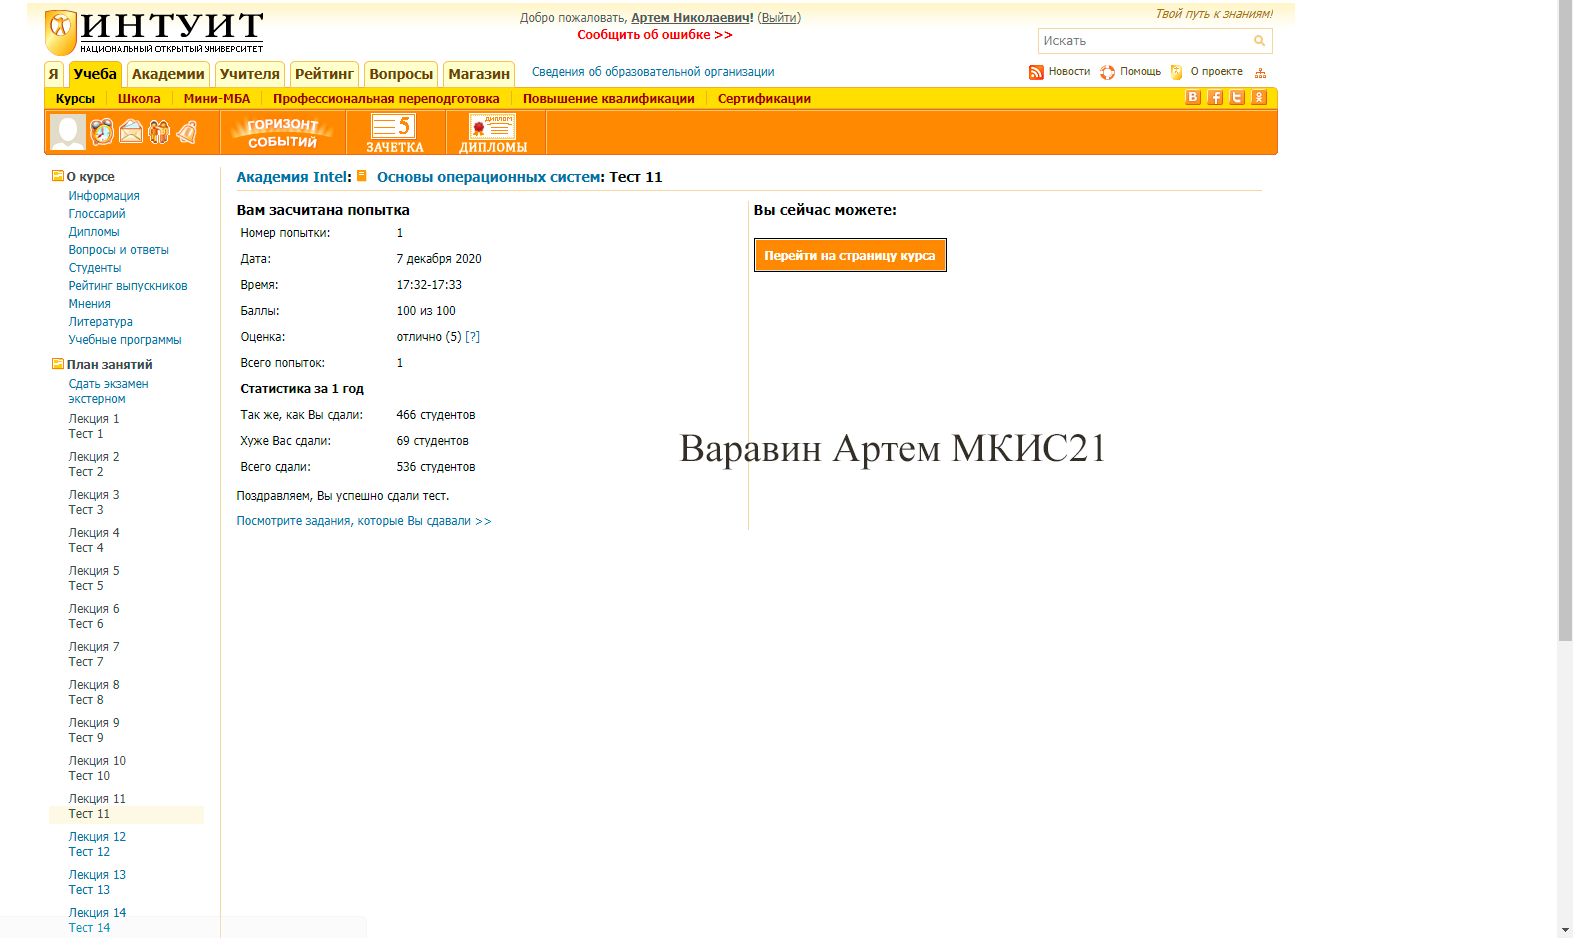 ИНТУИТ
НАЦИОНАЛЬНЫЙ ОТКРЫТЫЙ УНИВЕРСИТЕТ
Добро пожаловать, Артем Николаевич! (Выйти)
Сообщить об ошибке >>
Твой путь к знаниям!
Искать
Я Учеба Академии Учителя Рейтинг Вопросы Магазин Сведения об образовательной организации
Новости Помощь О проекте
Курсы Школа Мини-МБА Профессиональная переподготовка Повышение квалификации Сертификации
ГОРИЗОНТ
СОБЫТИЙ
5
ЗАЧЕТКА
ДИПЛОМ
ДИПЛОМЫ
О курсе
Информация
Глоссарий
Дипломы
Вопросы и ответы
Студенты
Рейтинг выпускников
Мнения
Литература
Учебные программы
План занятий
Сдать экзамен
экстерном
Лекция 1
Тест 1
Лекция 2
Тест 2
Лекция 3
Тест 3
Лекция 4
Тест 4
Лекция 5
Тест 5
Лекция 6
Тест 6
Лекция 7
Тест 7
Лекция 8
Тест 8
Лекция 9
Тест 9
Лекция 10
Тест 10
Лекция 11
Тест 11
Лекция 12
Тест 12
Лекция 13
Тест 13
Лекция 14
Тест 14
Академия Intel: Основы операционных систем: Тест 11
Вам засчитана попытка
Номер попытки: 1
Дата: 7 декабря 2020
Время: 17:32-17:33
Баллы: 100 из 100
Оценка: отлично (5) [?]
Всего попыток: 1
Статистика за 1 год
Так же, как Вы сдали: 466 студентов
Хуже Вас сдали: 69 студентов
Всего сдали: 536 студентов
Поздравляем, Вы успешно сдали тест.
Посмотрите задания, которые Вы сдавали >>
Вы сейчас можете:
Перейти на страницу курса
Варавин Артем МКИС21